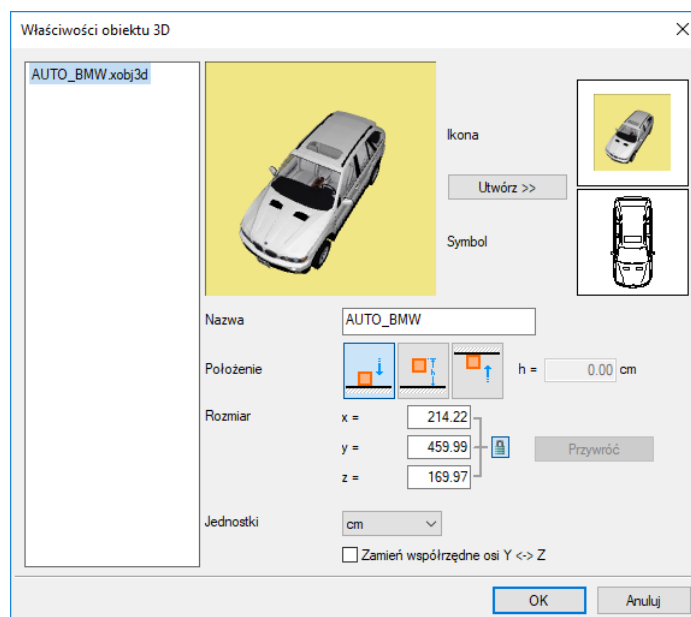 Właściwości obiektu 3D
AUTO_BMW.xobj3d
Ikona
Utwórz >>
Symbol
Nazwa AUTO_BMW
Położenie h h = 0.00 cm
Rozmiar x = 214.22
y = 459.99 Przywróć
z = 169.97
Jednostki cm
Zamień współrzędne osi Y <-> Z
OK Anuluj